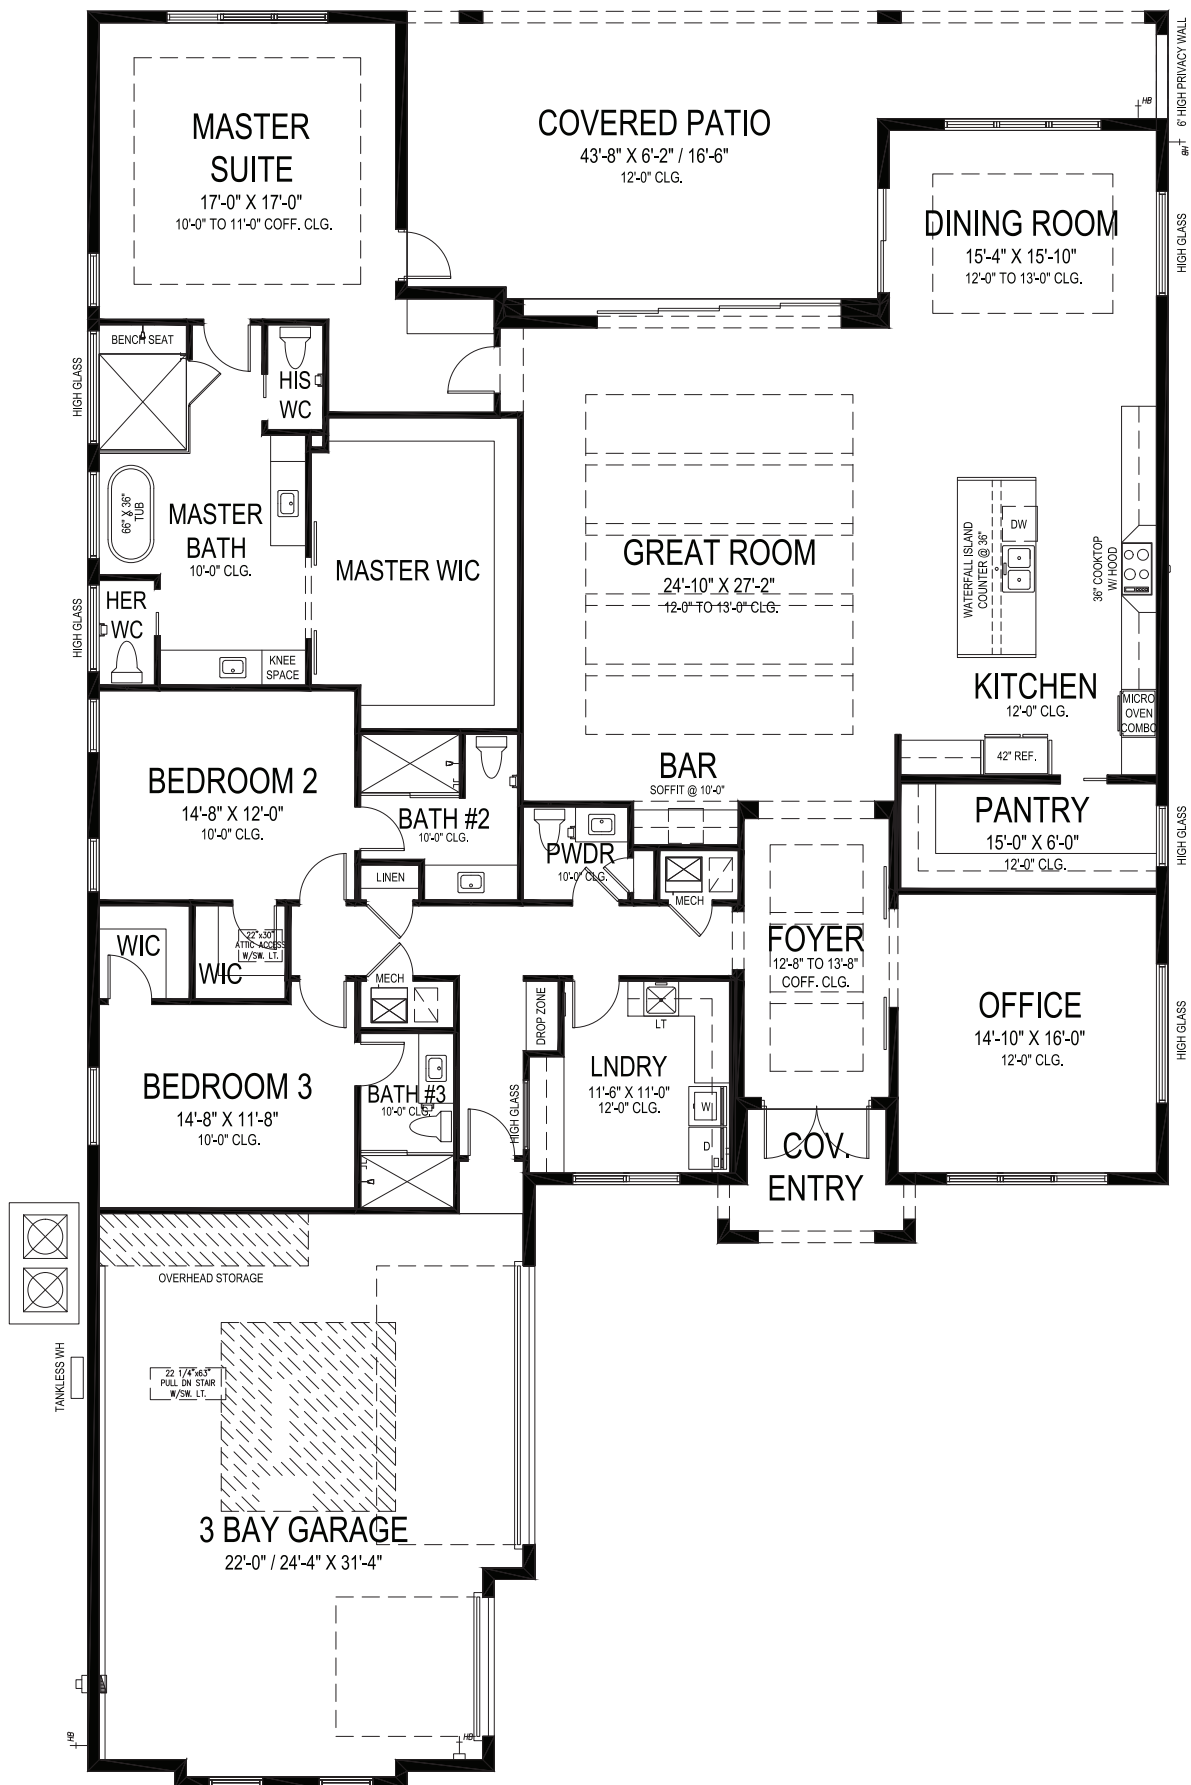 MASTER
SUITE
17'-0" X 17'-0"
10'-0" TO 11'-0" COFF. CLG.
COVERED PATIO
43'-8" X 6'-2" / 16'-6"
12'-0" CLG.
6" HIGH PRIVACY WALL
HB
HB
DINING ROOM
15'-4" X 15'-10"
12'-0" TO 13'-0" CLG.
HIGH GLASS
BENCH SEAT
HIGH GLASS
HIS
WC
66" X 36"
TUB
MASTER
BATH
10'-0" CLG.
MASTER WIC
HER
WC
HIGH GLASS
KNEE
SPACE
GREAT ROOM
24'-10" X 27'-2"
12-0" TO 13'-0" CLG.
WATERFALL ISLAND
COUNTER @ 36"
DW
36" COOKTOP
W/ HOOD
KITCHEN
12'-0" CLG.
MICRO
OVEN
COMBO
42" REF.
BAR
SOFFIT @ 10'-0"
BEDROOM 2
14'-8" X 12'-0"
10'-0" CLG.
BATH #2
10'-0" CLG.
LINEN
PWDR
10'-0" CLG.
MECH
PANTRY
15'-0" X 6'-0"
12'-0" CLG.
HIGH GLASS
WIC
WIC
22"x30"
ATTIC ACCESS
W/SW. LT.
MECH
FOYER
12'-8" TO 13'-8"
COFF. CLG.
OFFICE
14'-10" X 16'-0"
12'-0" CLG.
HIGH GLASS
DROP ZONE
LT
LNDRY
11'-6" X 11'-0"
12'-0" CLG.
W
D
HIGH GLASS
BEDROOM 3
14'-8" X 11'-8"
10'-0" CLG.
BATH #3
10'-0" CLG.
COV.
ENTRY
OVERHEAD STORAGE
TANKLESS WH
22 1/4"x63"
PULL DN STAIR
W/SW. LT.
3 BAY GARAGE
22'-0" / 24'-4" X 31'-4"
HB
HB